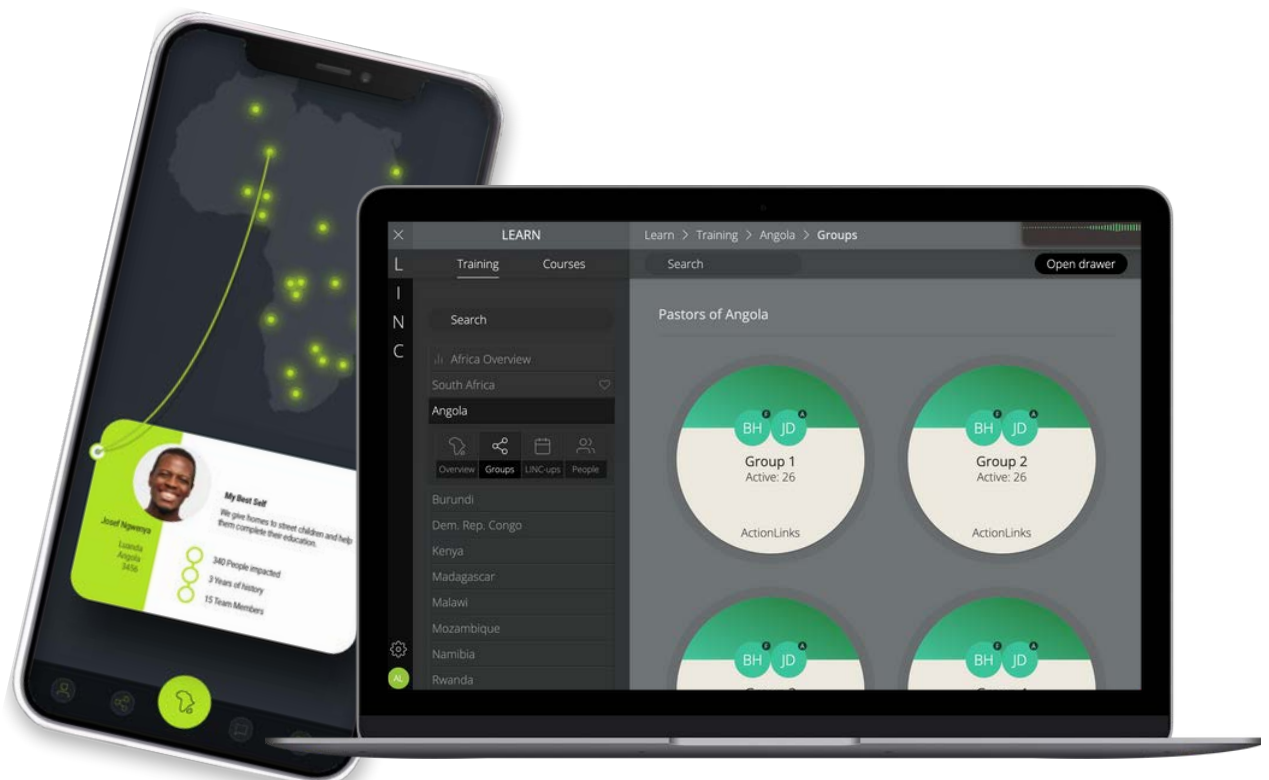 My Best Self
We give homes to street children and help
them complete their education.
Josef Ngwenya
Luanda
Angola
3456
340 People impacted
3 Years of history
15 Team Members
LEARN
Learn > Training > Angola > Groups
L
I
N
C
Training Courses
Search
Open drawer
Search
Africa Overview
South Africa
Angola
Overview Groups LINC-ups People
Burundi
Dem. Rep. Congo
Kenya
Madagascar
Malawi
Mozambique
Namibia
Rwanda
AL
Pastors of Angola
BH E JD A
Group 1
Active: 26
ActionLinks
BH E JD A
Group 2
Active: 26
ActionLinks
BH E JD A
BH E JD A